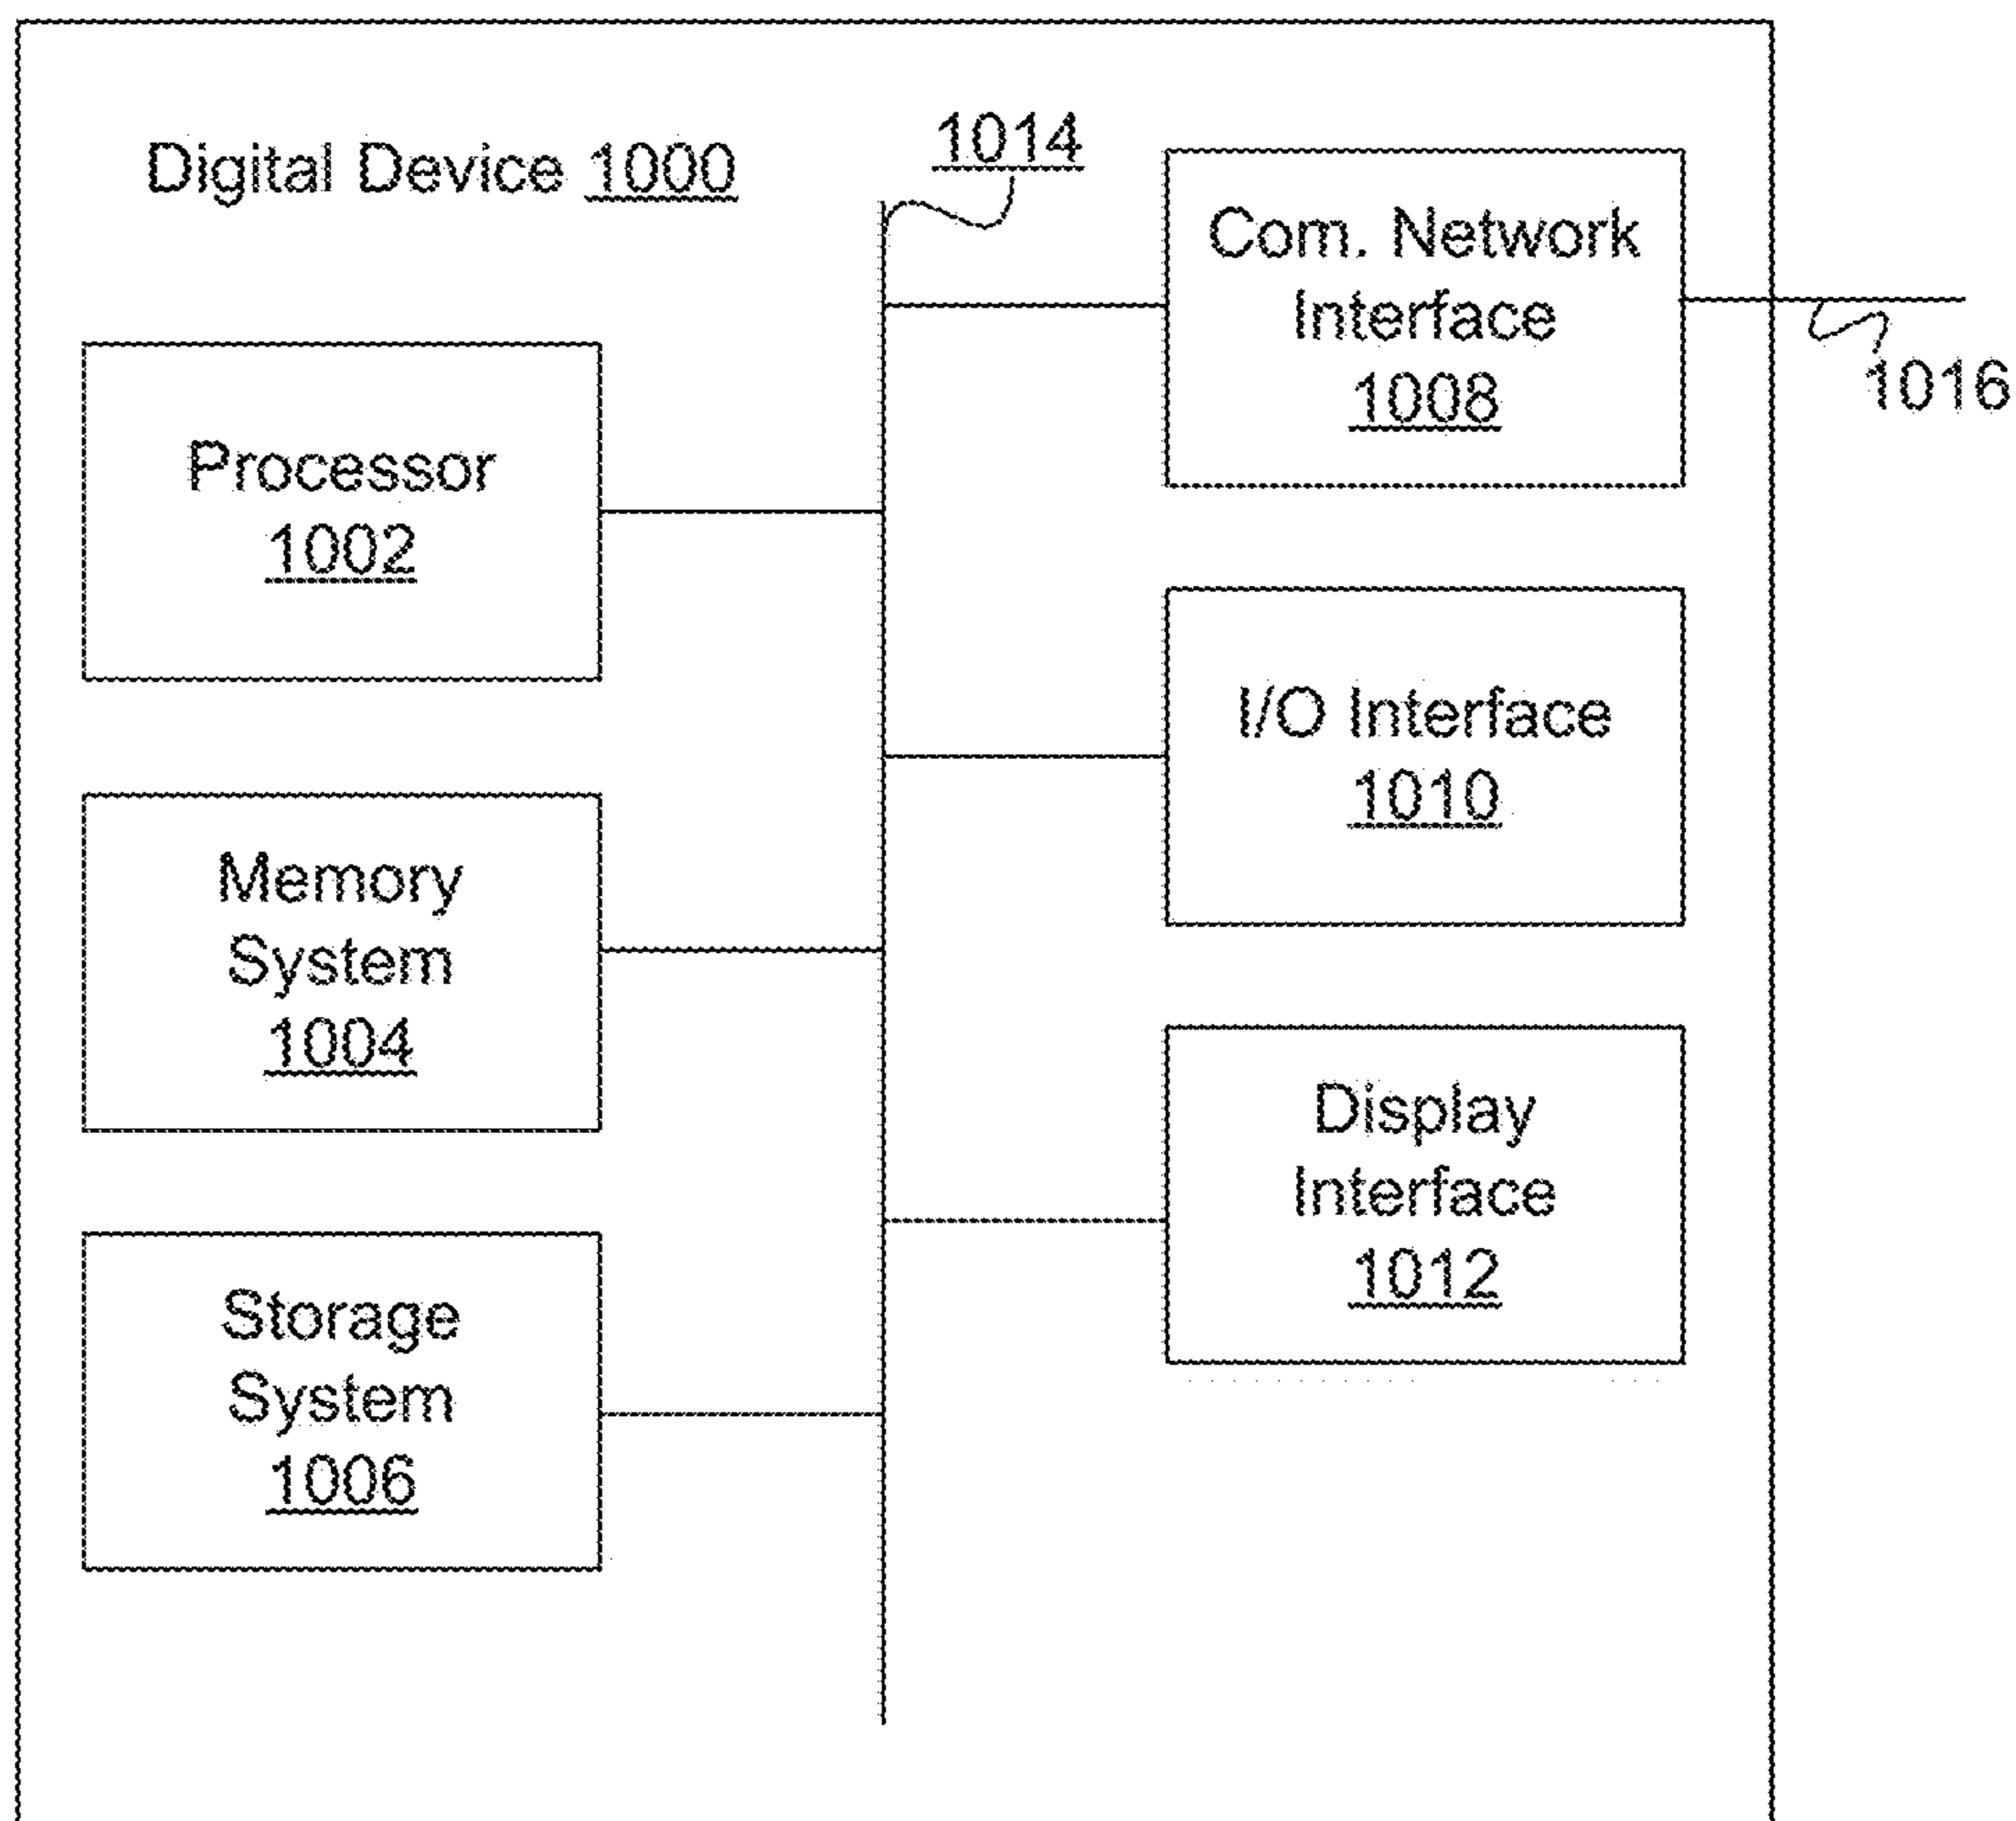 Digital Device 1000
1014
Com. Network
Interface
1008
1016
Processor
1002
I/O Interface
1010
Memory
System
1004
Display
Interface
1012
Storage
System
1006